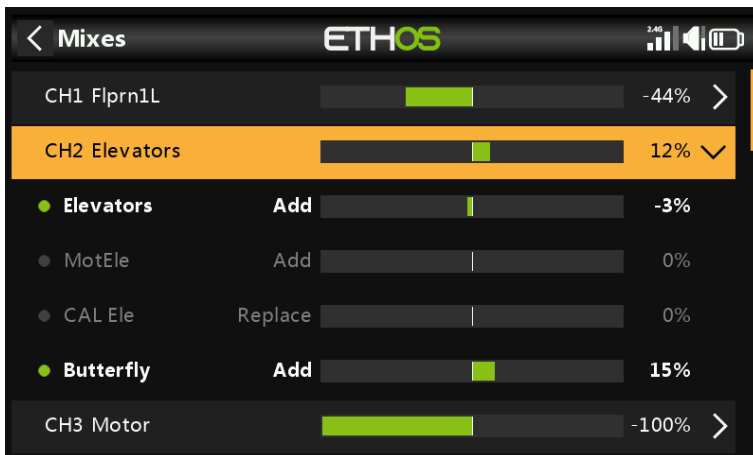 Mixes ETHOS 2.4G
CH1 Flprn1L -44%
CH2 Elevators 12%
Elevators Add -3%
MotEle Add 0%
CAL Ele Replace 0%
Butterfly Add 15%
CH3 Motor -100%